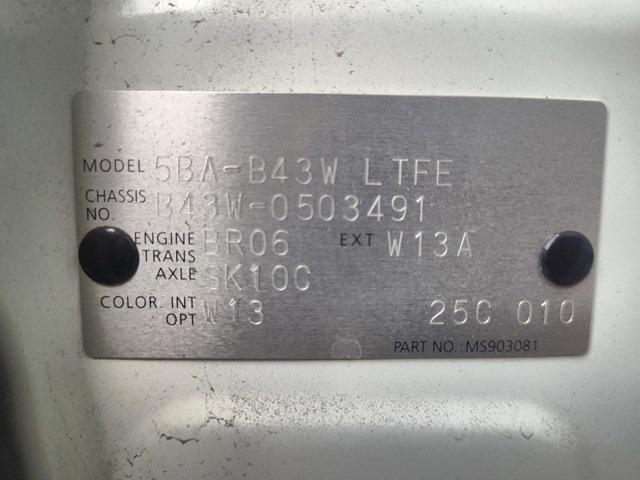 MODEL 5BA-B43W LTFE
CHASSIS NO. B43W-0503491
ENGINE BR06 EXT W13A
TRANS AXLE SK10C
COLOR. INT OPT W13 25C 010
PART NO.: MS903081